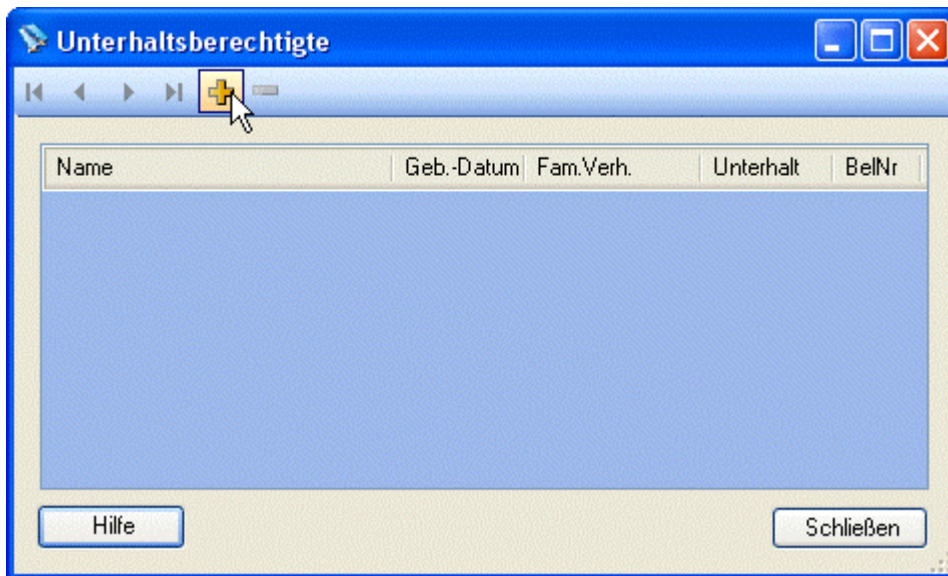 Unterhaltsberechtigte
Name Geb.-Datum Fam.Verh. Unterhalt BelNr
Hilfe Schließen